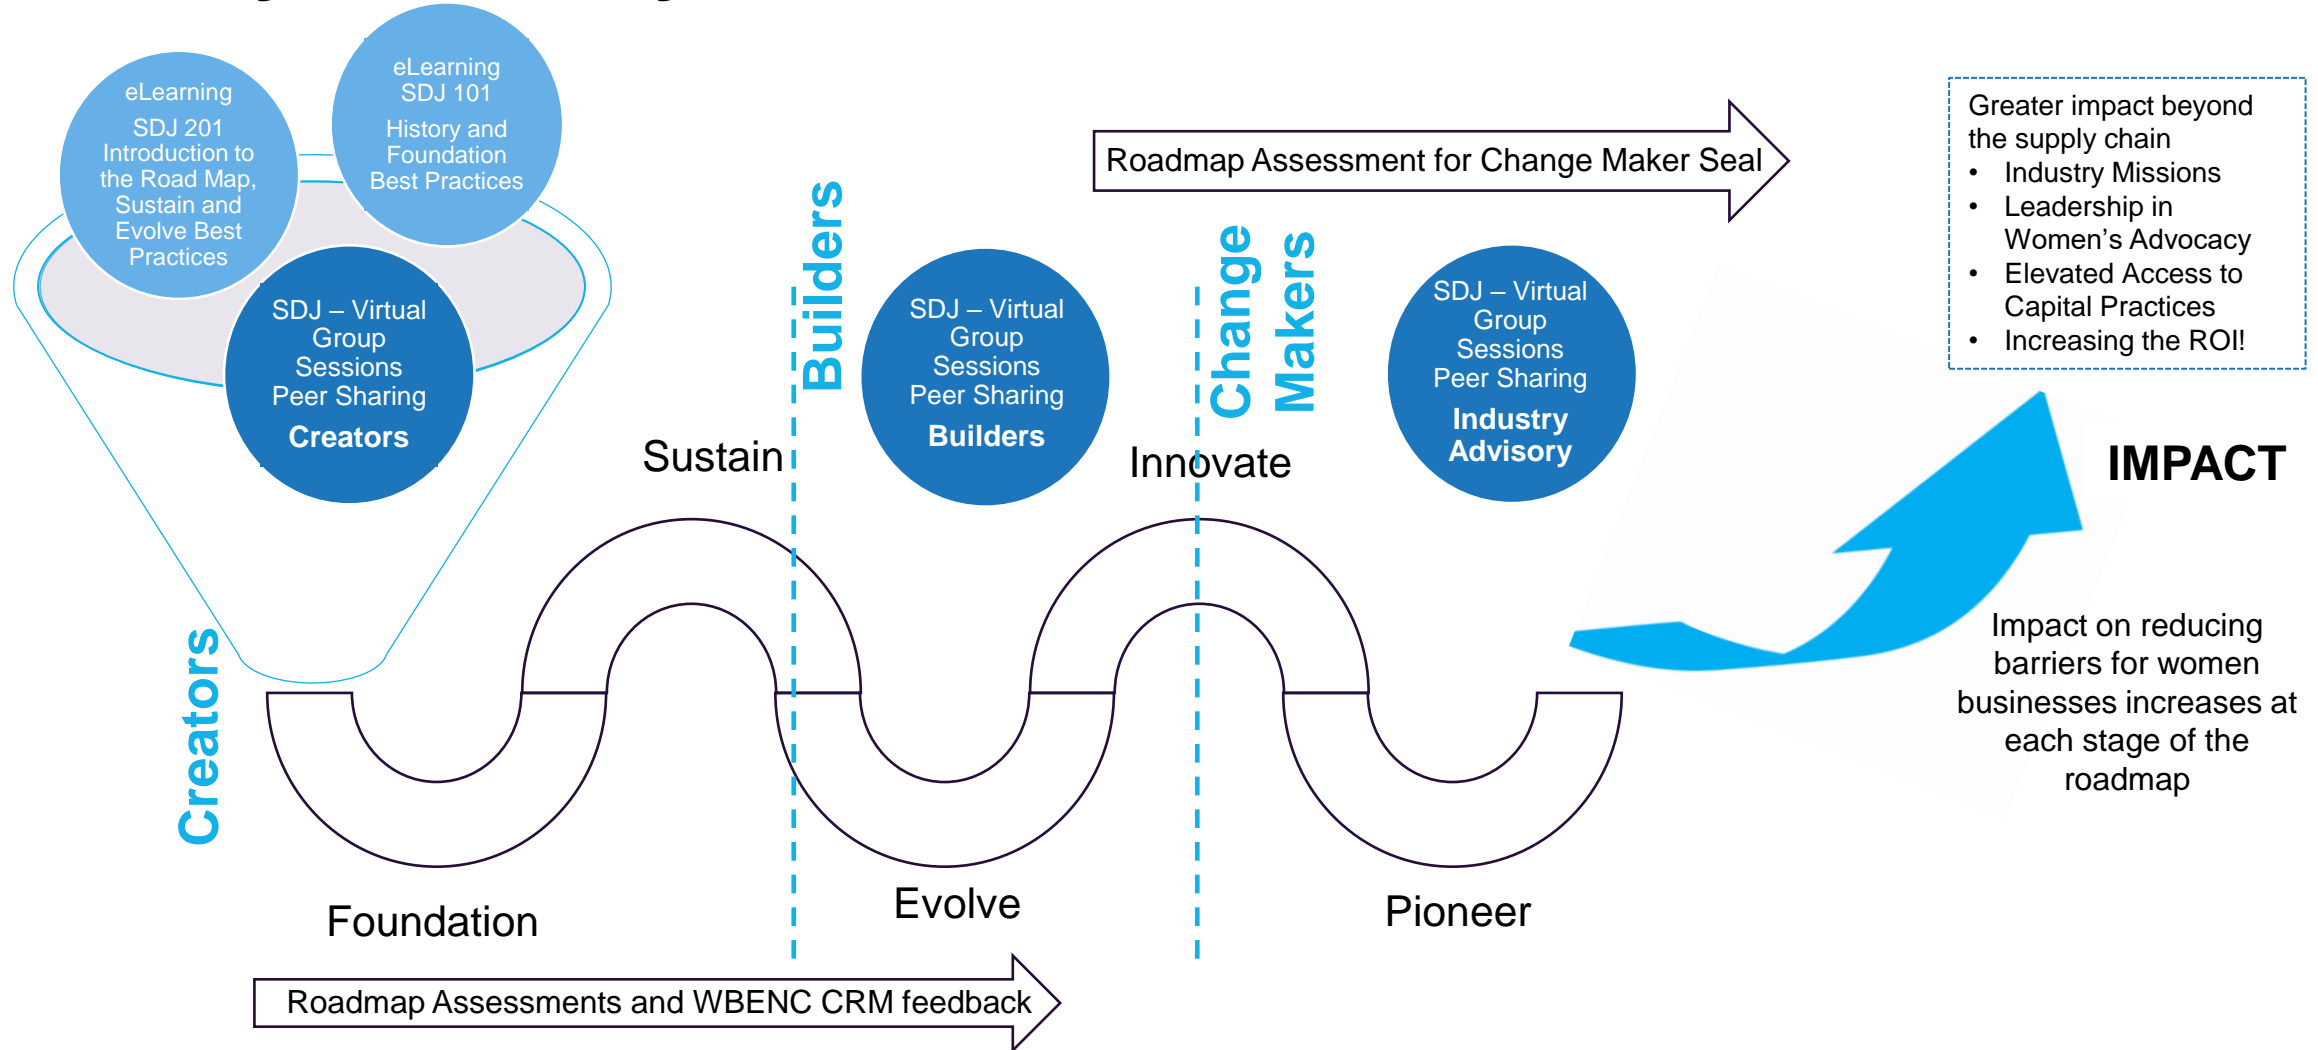 eLearning
SDJ 201
Introduction to
the Road Map,
Sustain and
Evolve Best
Practices
eLearning
SDJ 101
History and
Foundation
Best Practices
SDJ – Virtual
Group
Sessions
Peer Sharing
Creators
Creators
Foundation
Sustain
Builders
SDJ – Virtual
Group
Sessions
Peer Sharing
Builders
Evolve
Innovate
Roadmap Assessment for Change Maker Seal
Change
Makers
SDJ – Virtual
Group
Sessions
Peer Sharing
Industry
Advisory
Pioneer
Roadmap Assessments and WBENC CRM feedback
Greater impact beyond
the supply chain
• Industry Missions
• Leadership in
Women’s Advocacy
• Elevated Access to
Capital Practices
• Increasing the ROI!
IMPACT
Impact on reducing
barriers for women
businesses increases at
each stage of the
roadmap